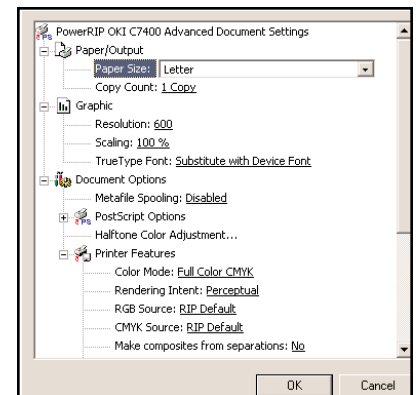 PowerRIP OKI C7400 Advanced Document Settings
Paper/Output
Paper Size: Letter
Copy Count: 1 Copy
Graphic
Resolution: 600
Scaling: 100 %
TrueType Font: Substitute with Device Font
Document Options
Metafile Spooling: Disabled
PostScript Options
Halftone Color Adjustment...
Printer Features
Color Mode: Full Color CMYK
Rendering Intent: Perceptual
RGB Source: RIP Default
CMYK Source: RIP Default
Make composites from separations: No
OK Cancel